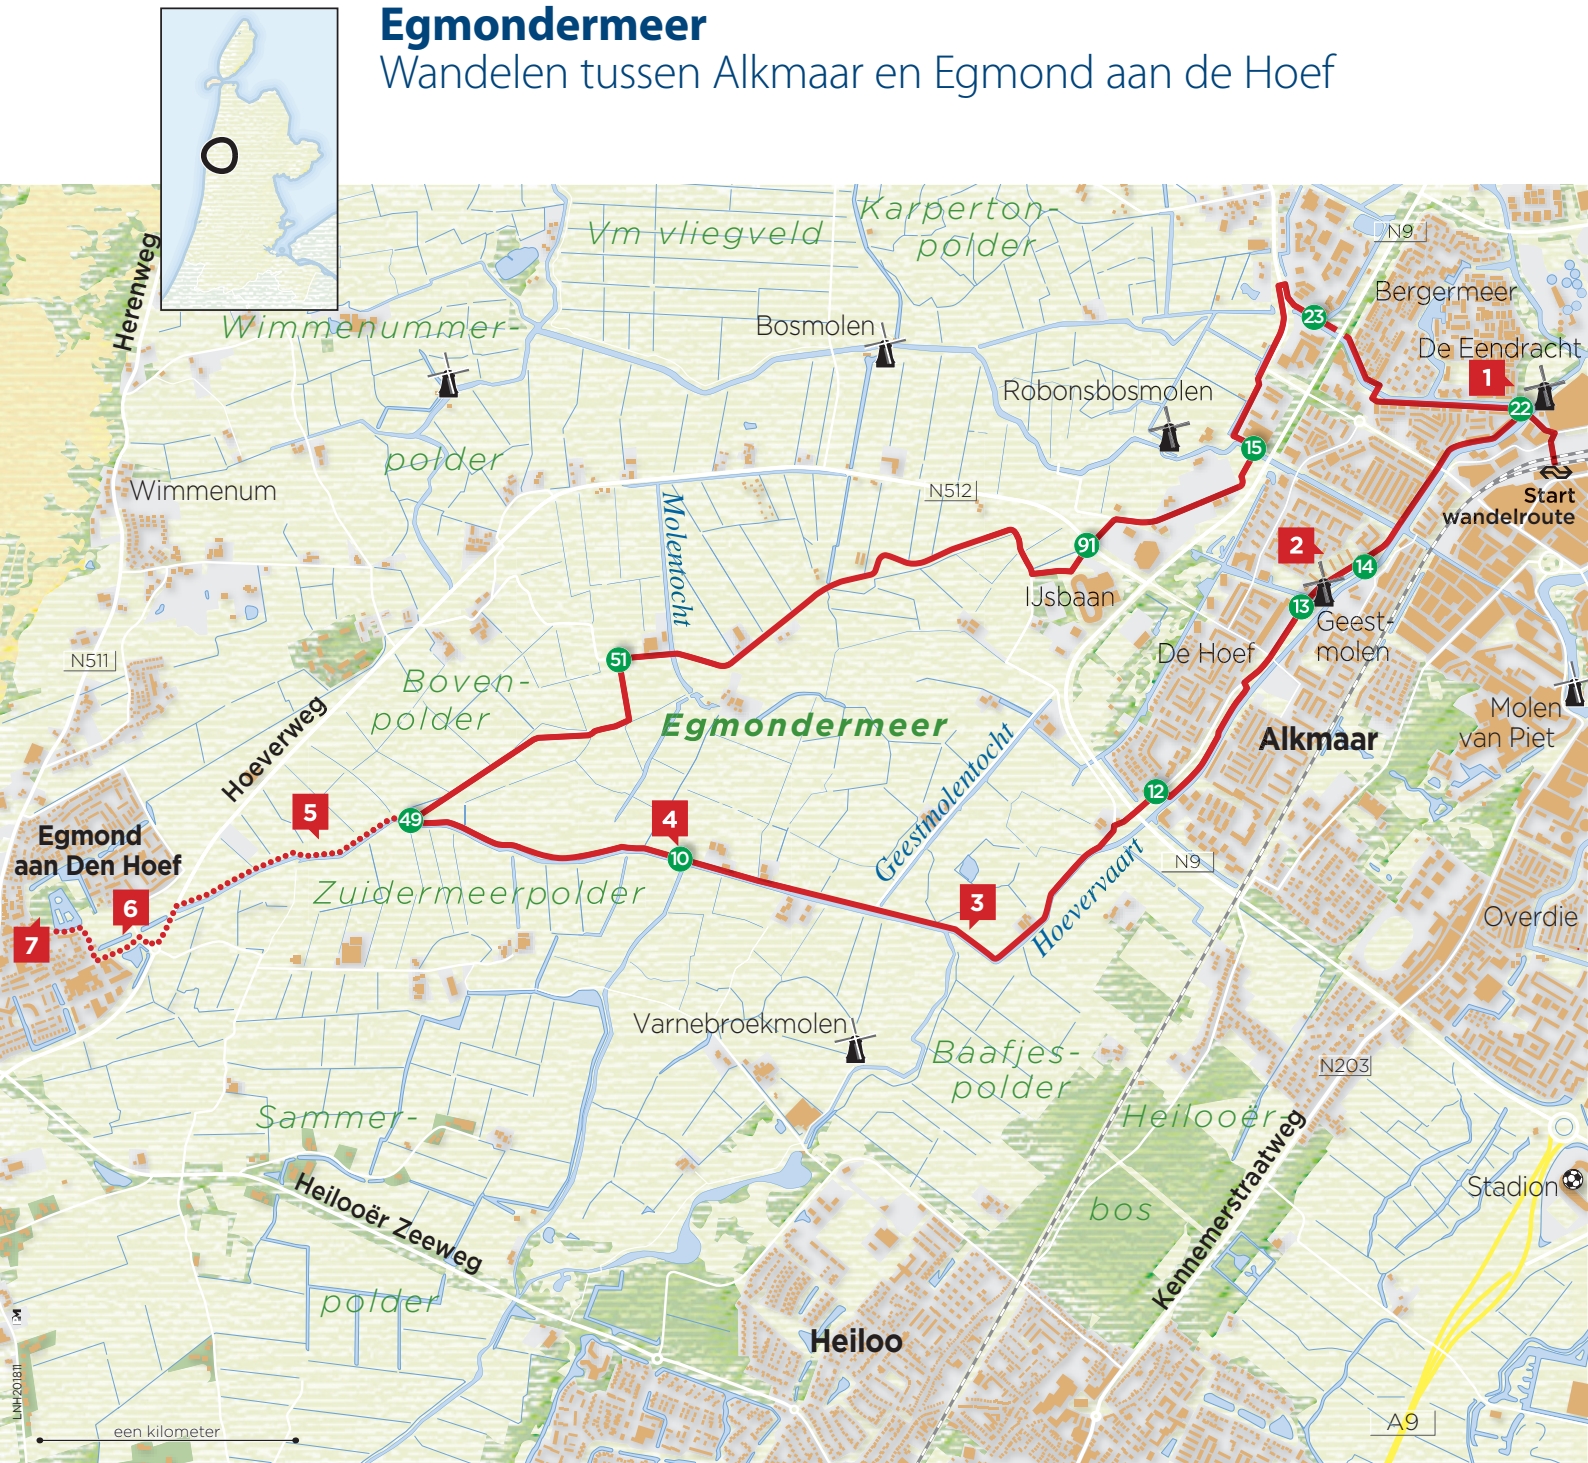 Egmondermeer
Wandelen tussen Alkmaar en Egmond aan de Hoef
Herenweg
Vm vliegveld
Karperton-
polder
N9
Bergermeer
Wimmenummer-
polder
Bosmolen
23
De Eendracht
1
22
Robonsbosmolen
15
Wimmenum
Molentocht
N512
Start
wandelroute
91
2
14
IJsbaan
13
Geest-
molen
De Hoef
51
N511
Boven-
polder
Hoeverweg
Egmondermeer
Alkmaar
Molen
van Piet
Geestmolentocht
12
5
49
4
10
Egmond
aan Den Hoef
Zuidermeerpolder
N9
Hoevervaart
3
6
7
Overdie
Varnebroekmolen
Baafjes-
polder
N203
Sammer-
polder
Heilooër-
bos
Kennemerstraatweg
Heilooër Zeeweg
Stadion
Heiloo
LNH201811
een kilometer
A9